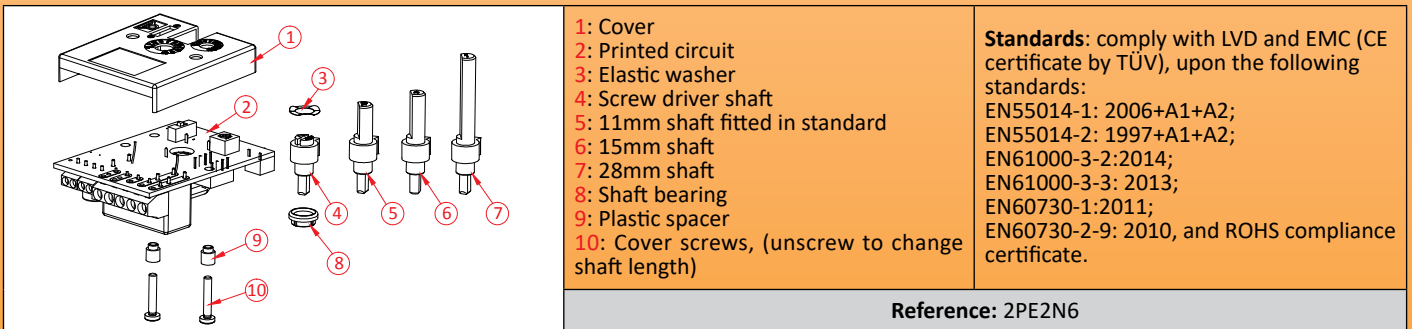 1
2
3
4
5
6
7
8
9
10
1: Cover
2: Printed circuit
3: Elastic washer
4: Screw driver shaft
5: 11mm shaft fitted in standard
6: 15mm shaft
7: 28mm shaft
8: Shaft bearing
9: Plastic spacer
10: Cover screws, (unscrew to change
shaft length)
Standards: comply with LVD and EMC (CE
certificate by TÜV), upon the following
standards:
EN55014-1: 2006+A1+A2;
EN55014-2: 1997+A1+A2;
EN61000-3-2:2014;
EN61000-3-3: 2013;
EN60730-1:2011;
EN60730-2-9: 2010, and ROHS compliance
certificate.
Reference: 2PE2N6